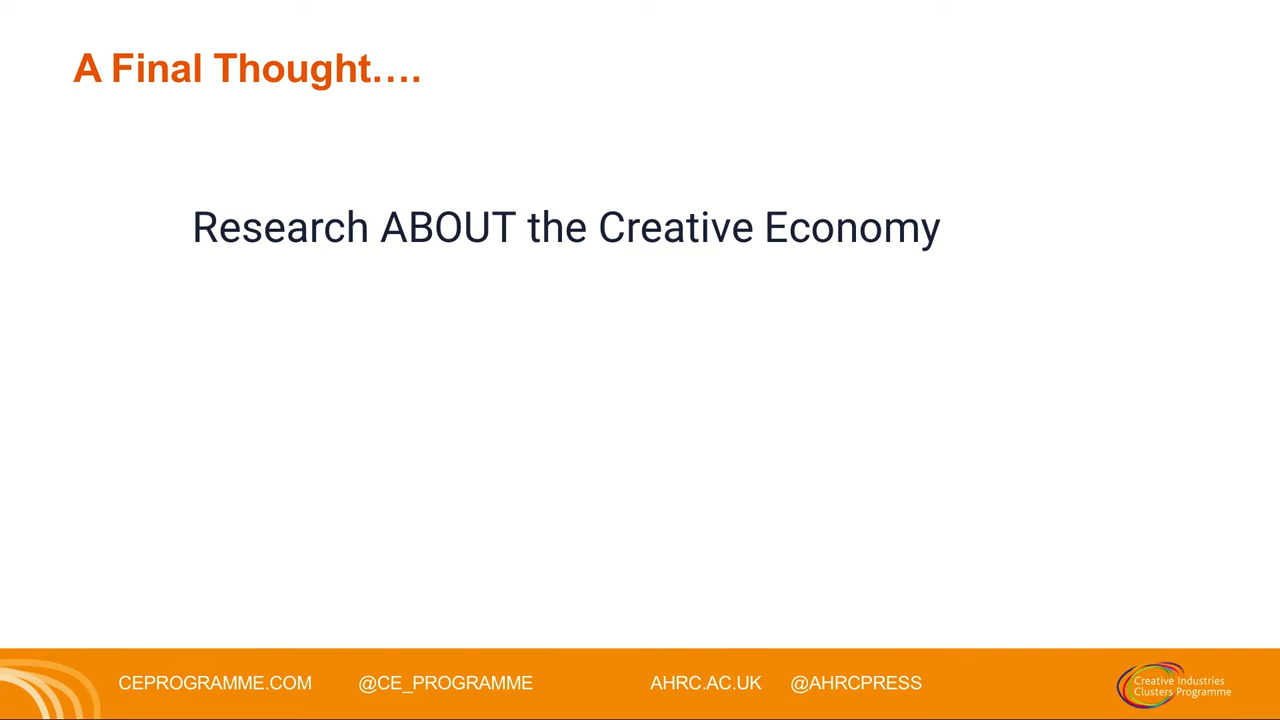 A Final Thought….
Research ABOUT the Creative Economy
CEPROGRAMME.COM @CE_PROGRAMME AHRC.AC.UK @AHRCPRESS
Creative Industries
Clusters Programme